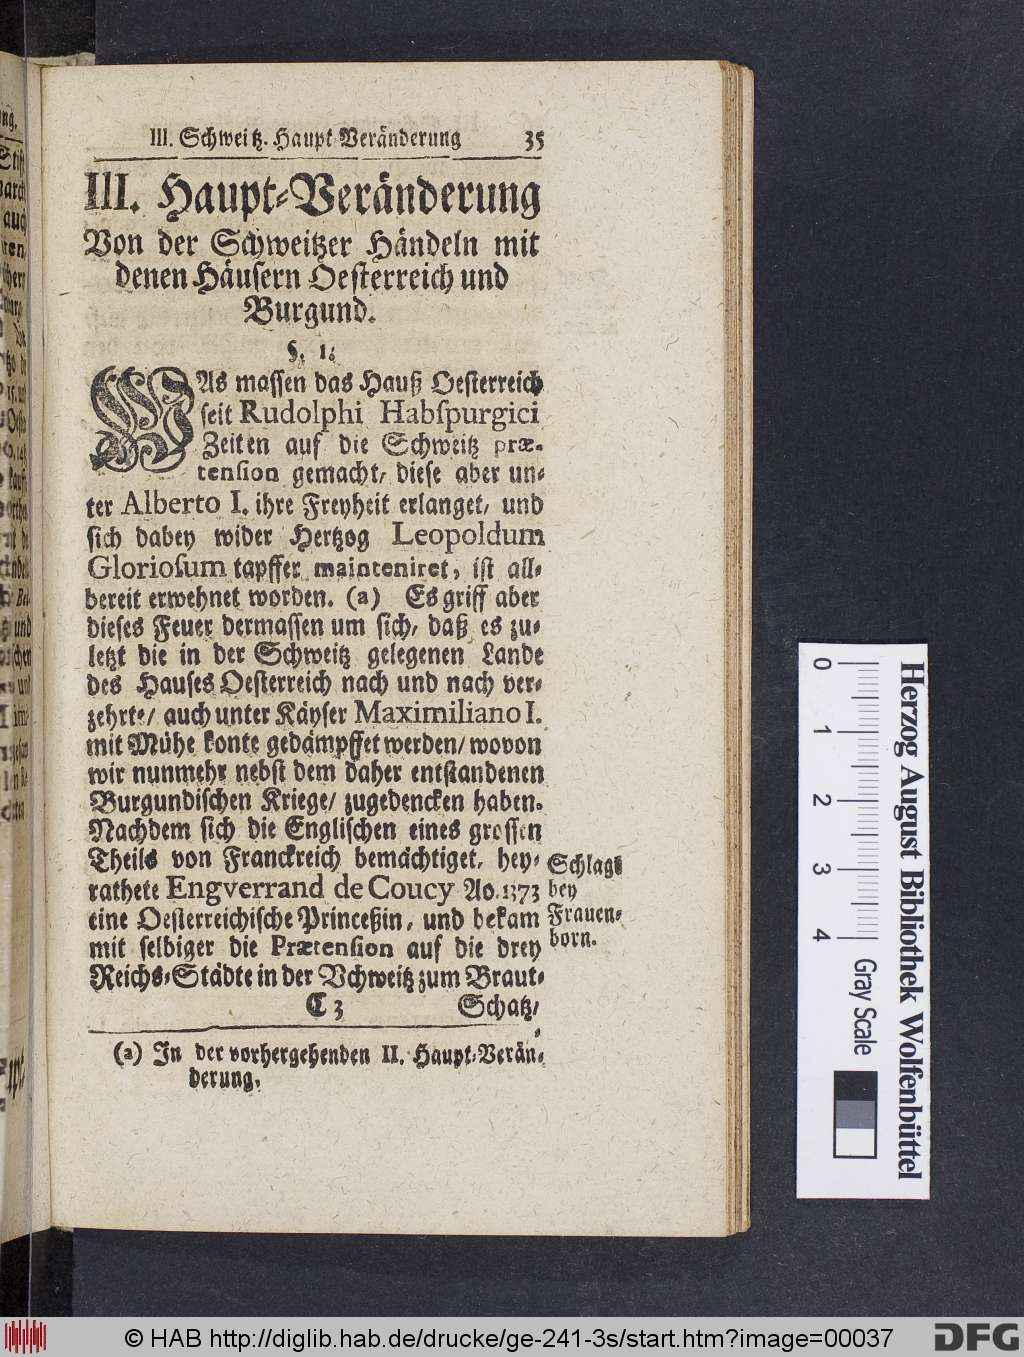 III. Schweitz. Haupt-Veränderung 35
III. Haupt-Veränderung
Von der Schweitzer Händeln mit
denen Häusern Oesterreich und
Burgund.
§. 1.
WAs massen das Hauß Oesterreich
seit Rudolphi Habspurgici
Zeiten auf die Schweitz præ-
tension gemacht/ diese aber un-
ter Alberto I. ihre Freyheit erlanget/ und
sich dabey wider Hertzog Leopoldum
Gloriosum tapffer mainteniret, ist all-
bereit erwehnet worden. (a) Es griff aber
dieses Feuer dermassen um sich/ daß es zu-
letzt die in der Schweitz gelegenen Lande
des Hauses Oesterreich nach und nach ver-
zehrte/ auch unter Käyser Maximiliano I.
mit Mühe konte gedämpffet werden/ wovon
wir nunmehr nebst dem daher entstandenen
Burgundischen Kriege/ zugedencken haben.
Nachdem sich die Englischen eines grossen
Theils von Franckreich bemächtiget, hey-
rathete Engverrand de Coucy Ao. 1373
eine Oesterreichische Princeßin, und bekam
mit selbiger die Prætension auf die drey
Reichs-Städte in der Vchweitz zum Braut-
C 3 Schatz/
Schlag
bey
Frauen-
born.
(a) In der vorhergehenden II. Haupt-Verän-
derung.
Herzog August Bibliothek Wolfenbüttel
0 1 2 3 4 Gray Scale
© HAB http://diglib.hab.de/drucke/ge-241-3s/start.htm?image=00037
DFG